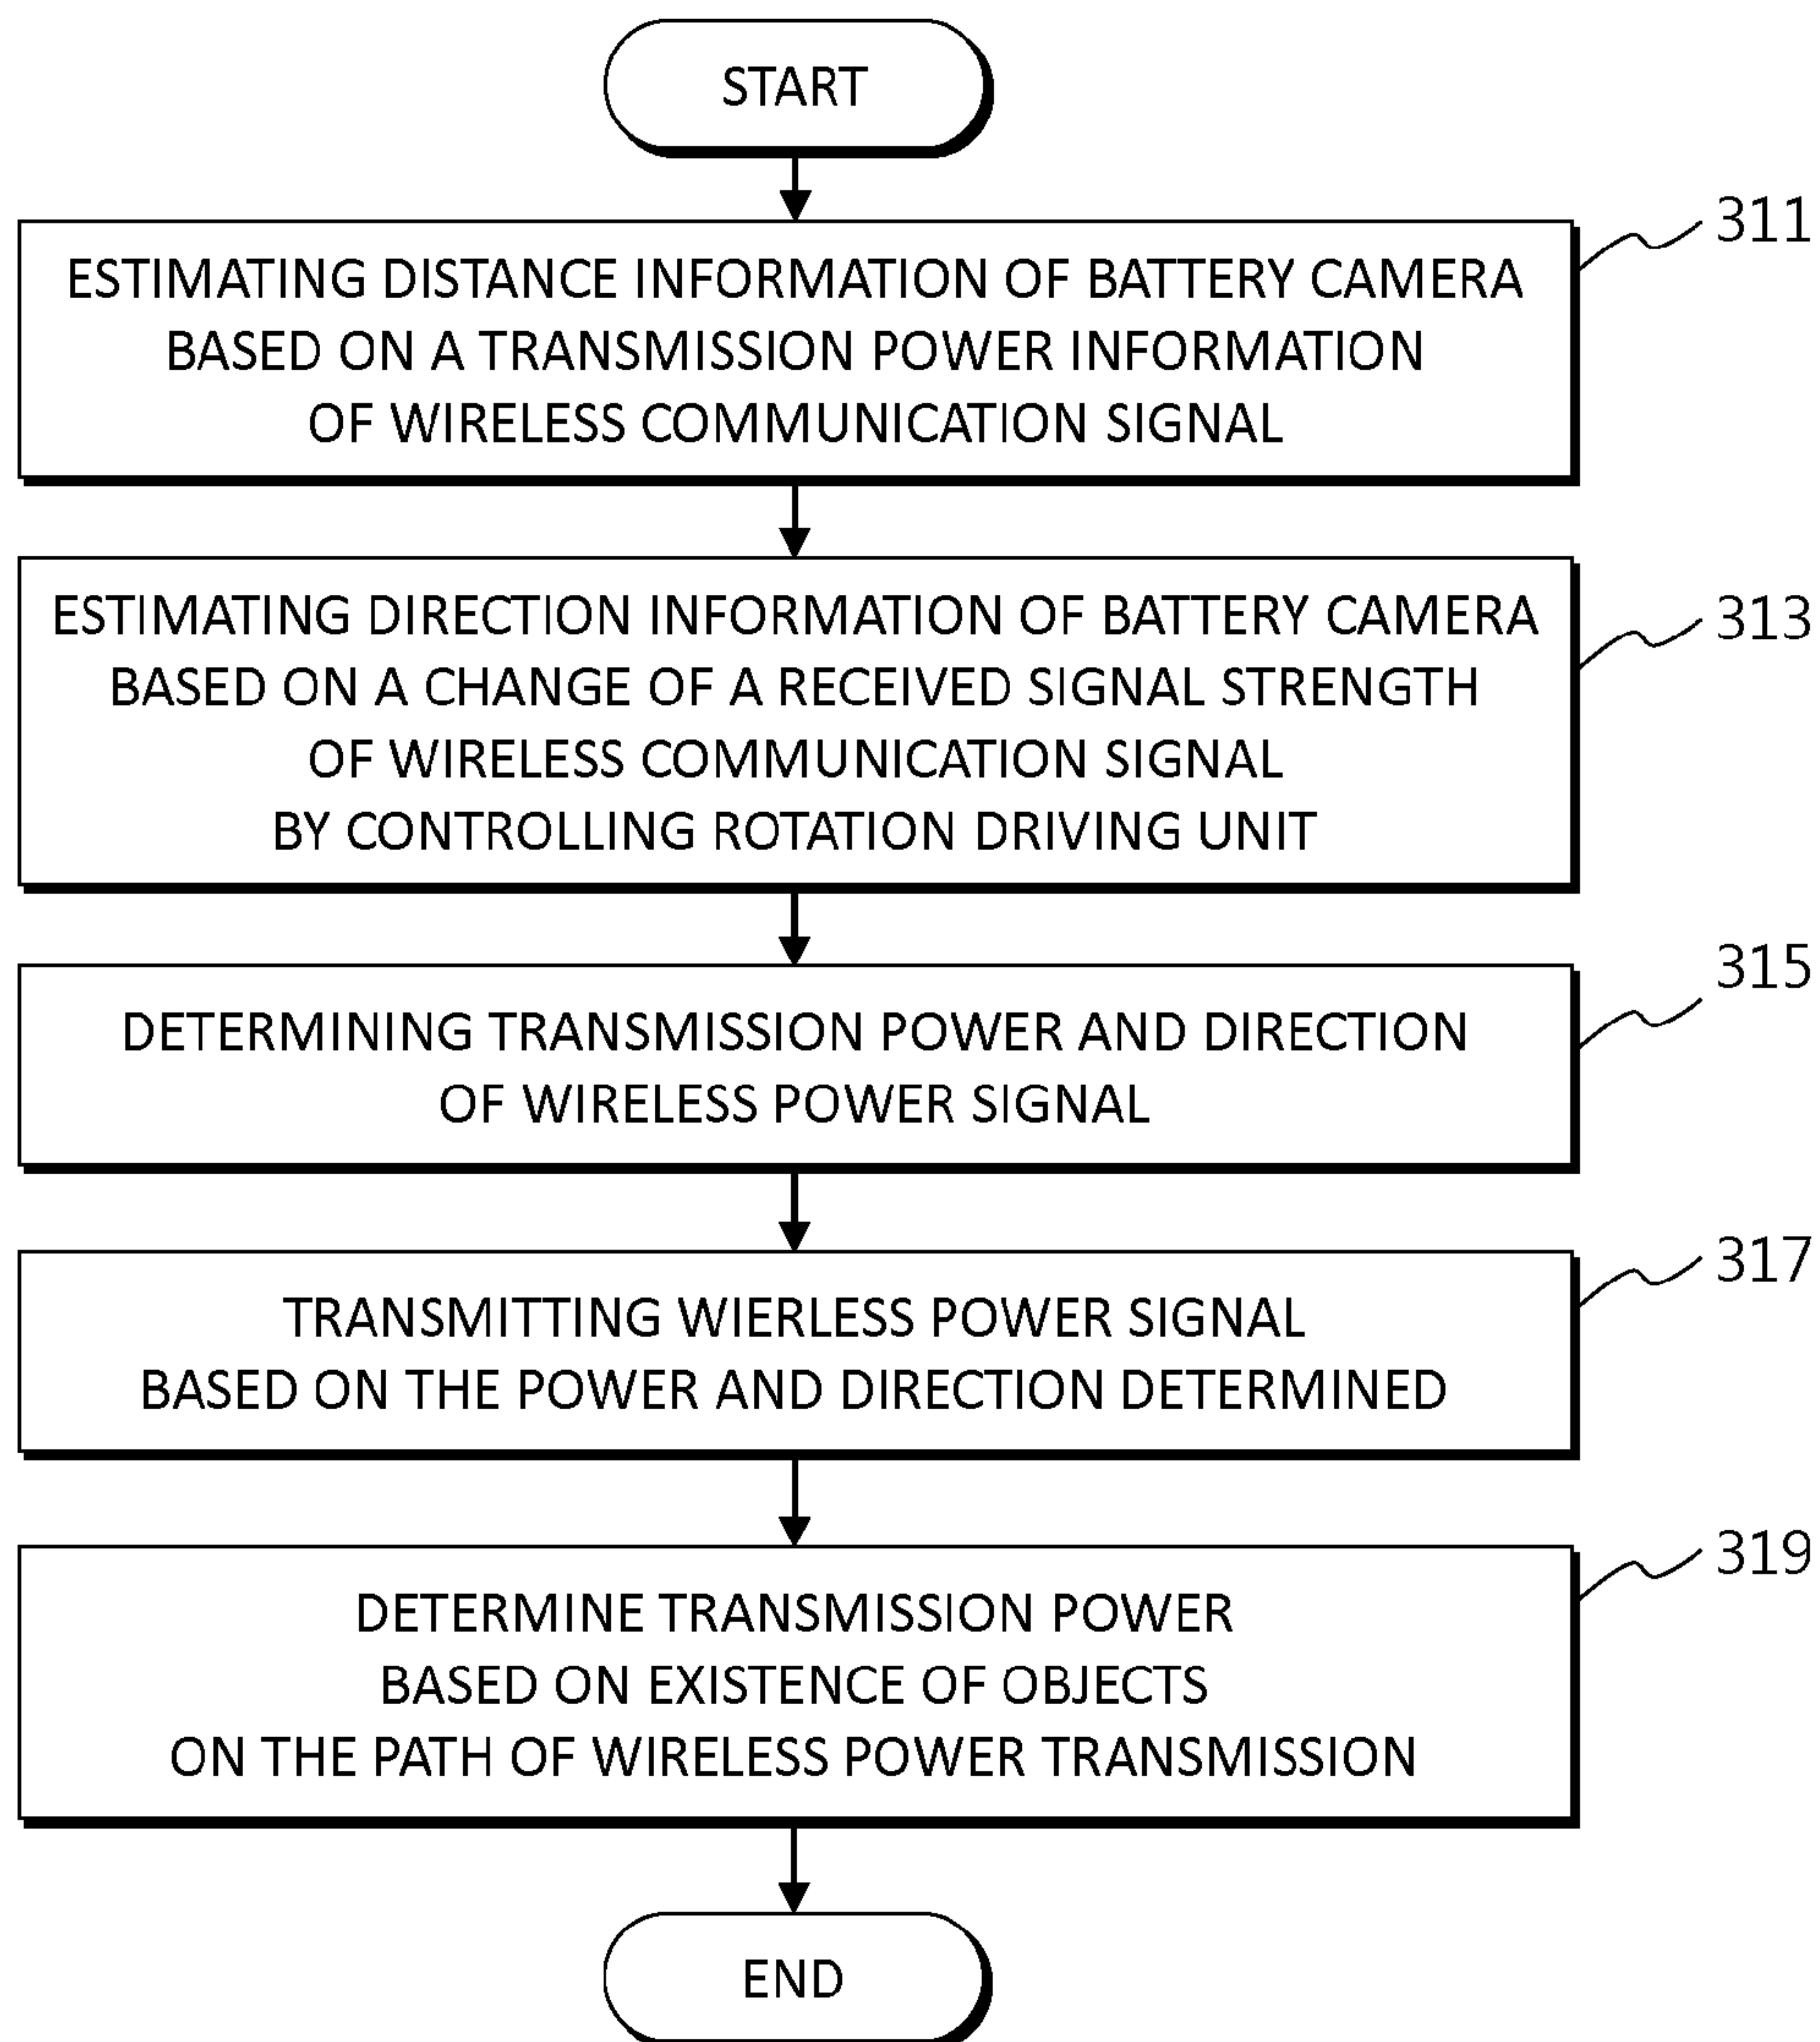 START
311
ESTIMATING DISTANCE INFORMATION OF BATTERY CAMERA
BASED ON A TRANSMISSION POWER INFORMATION
OF WIRELESS COMMUNICATION SIGNAL
313
ESTIMATING DIRECTION INFORMATION OF BATTERY CAMERA
BASED ON A CHANGE OF A RECEIVED SIGNAL STRENGTH
OF WIRELESS COMMUNICATION SIGNAL
BY CONTROLLING ROTATION DRIVING UNIT
315
DETERMINING TRANSMISSION POWER AND DIRECTION
OF WIRELESS POWER SIGNAL
317
TRANSMITTING WIERLESS POWER SIGNAL
BASED ON THE POWER AND DIRECTION DETERMINED
319
DETERMINE TRANSMISSION POWER
BASED ON EXISTENCE OF OBJECTS
ON THE PATH OF WIRELESS POWER TRANSMISSION
END